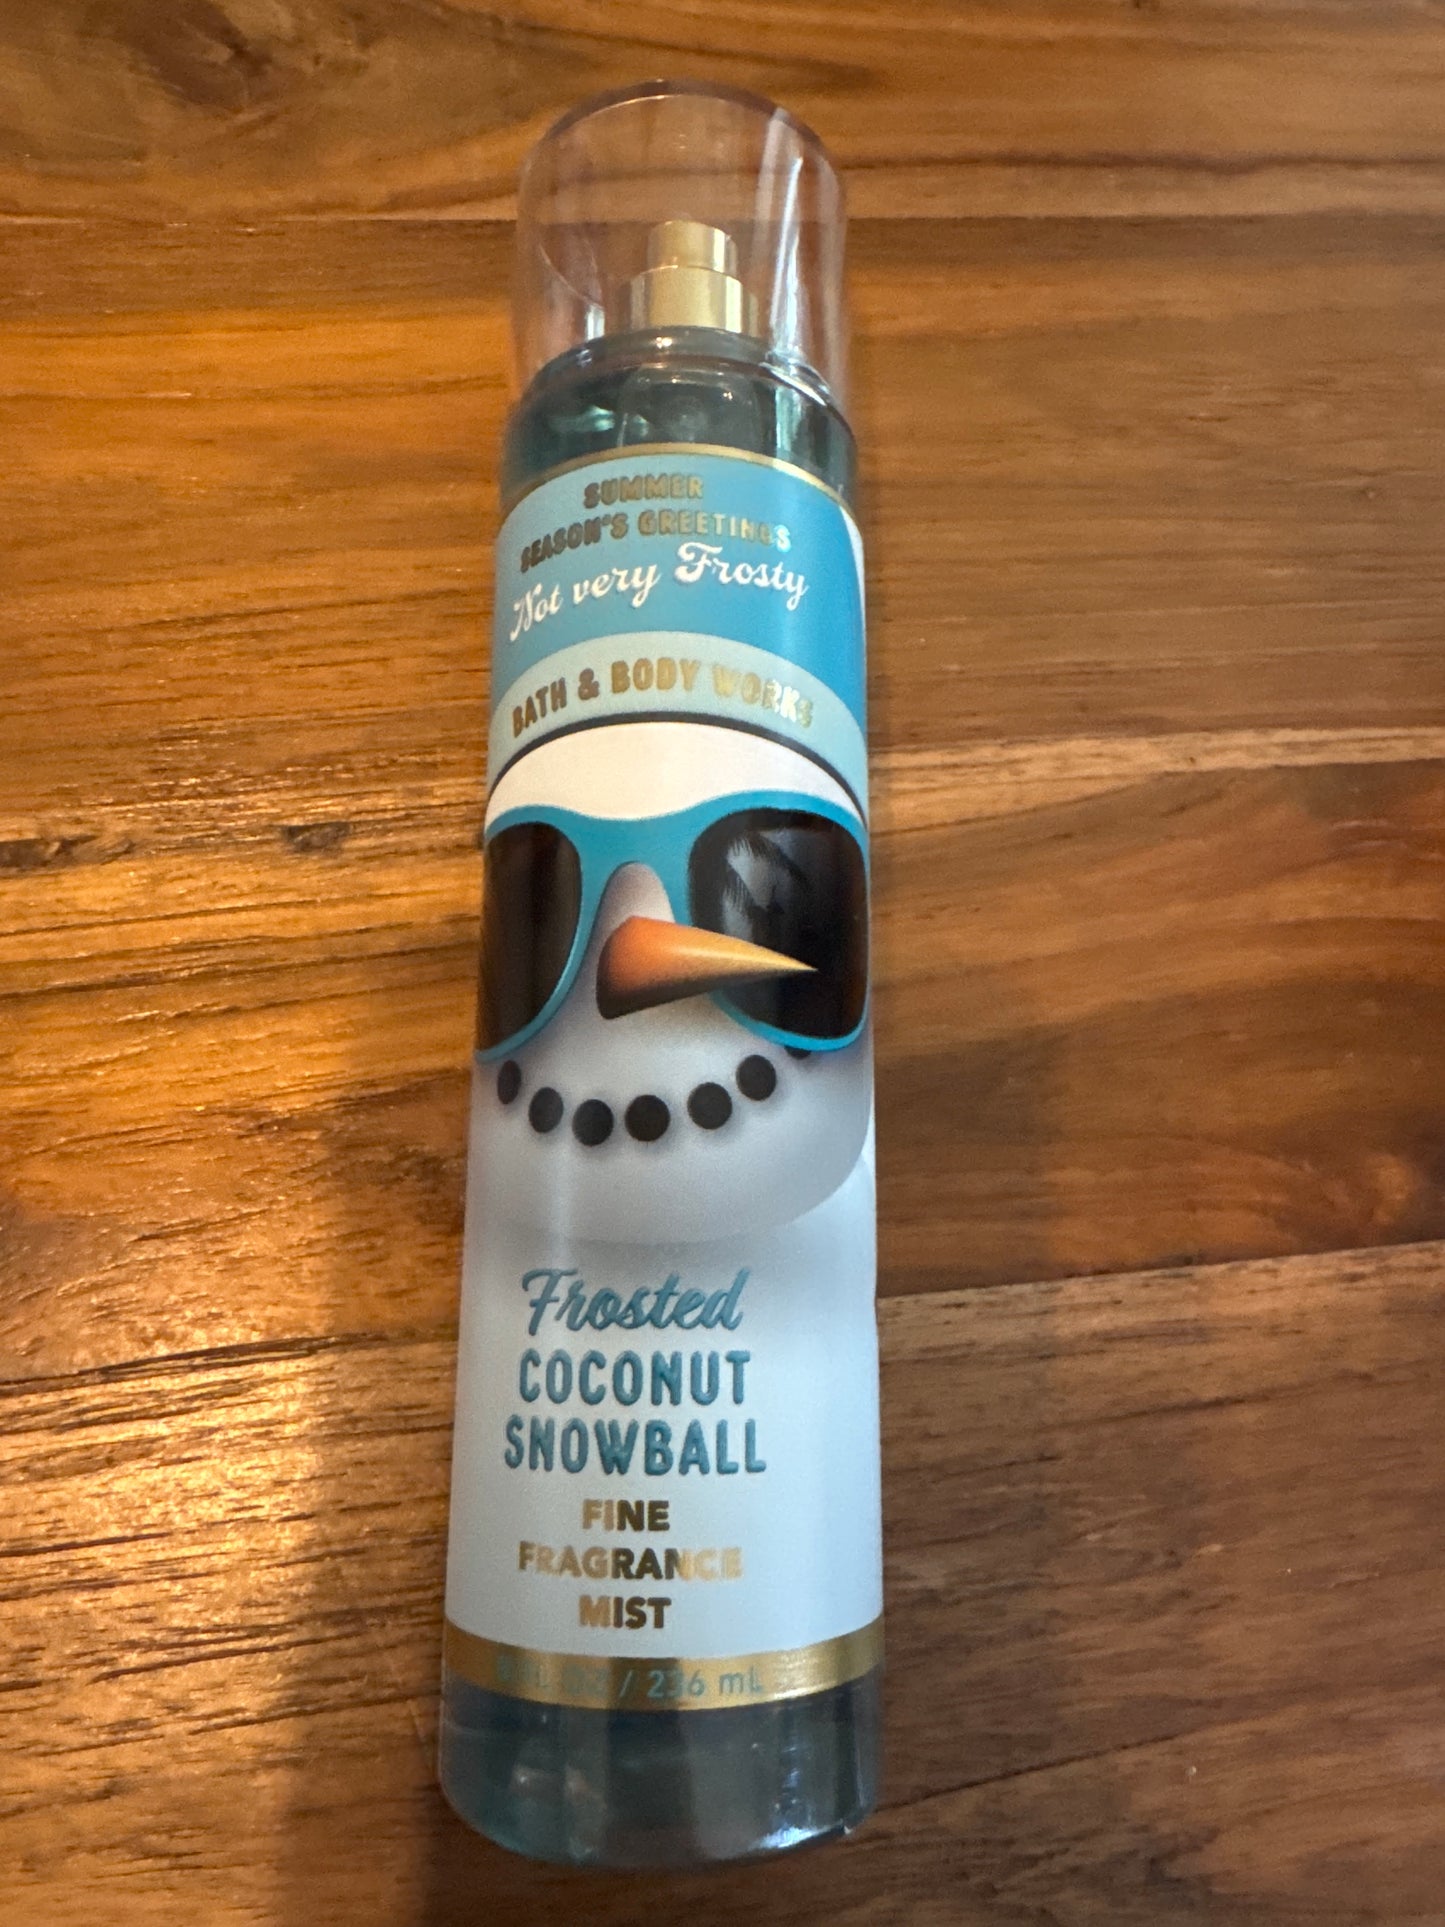 SUMMER
SEASON'S GREETINGS
Not very Frosty
BATH & BODY WORKS
Frosted
COCONUT
SNOWBALL
FINE
FRAGRANCE
MIST
/ 236 mL